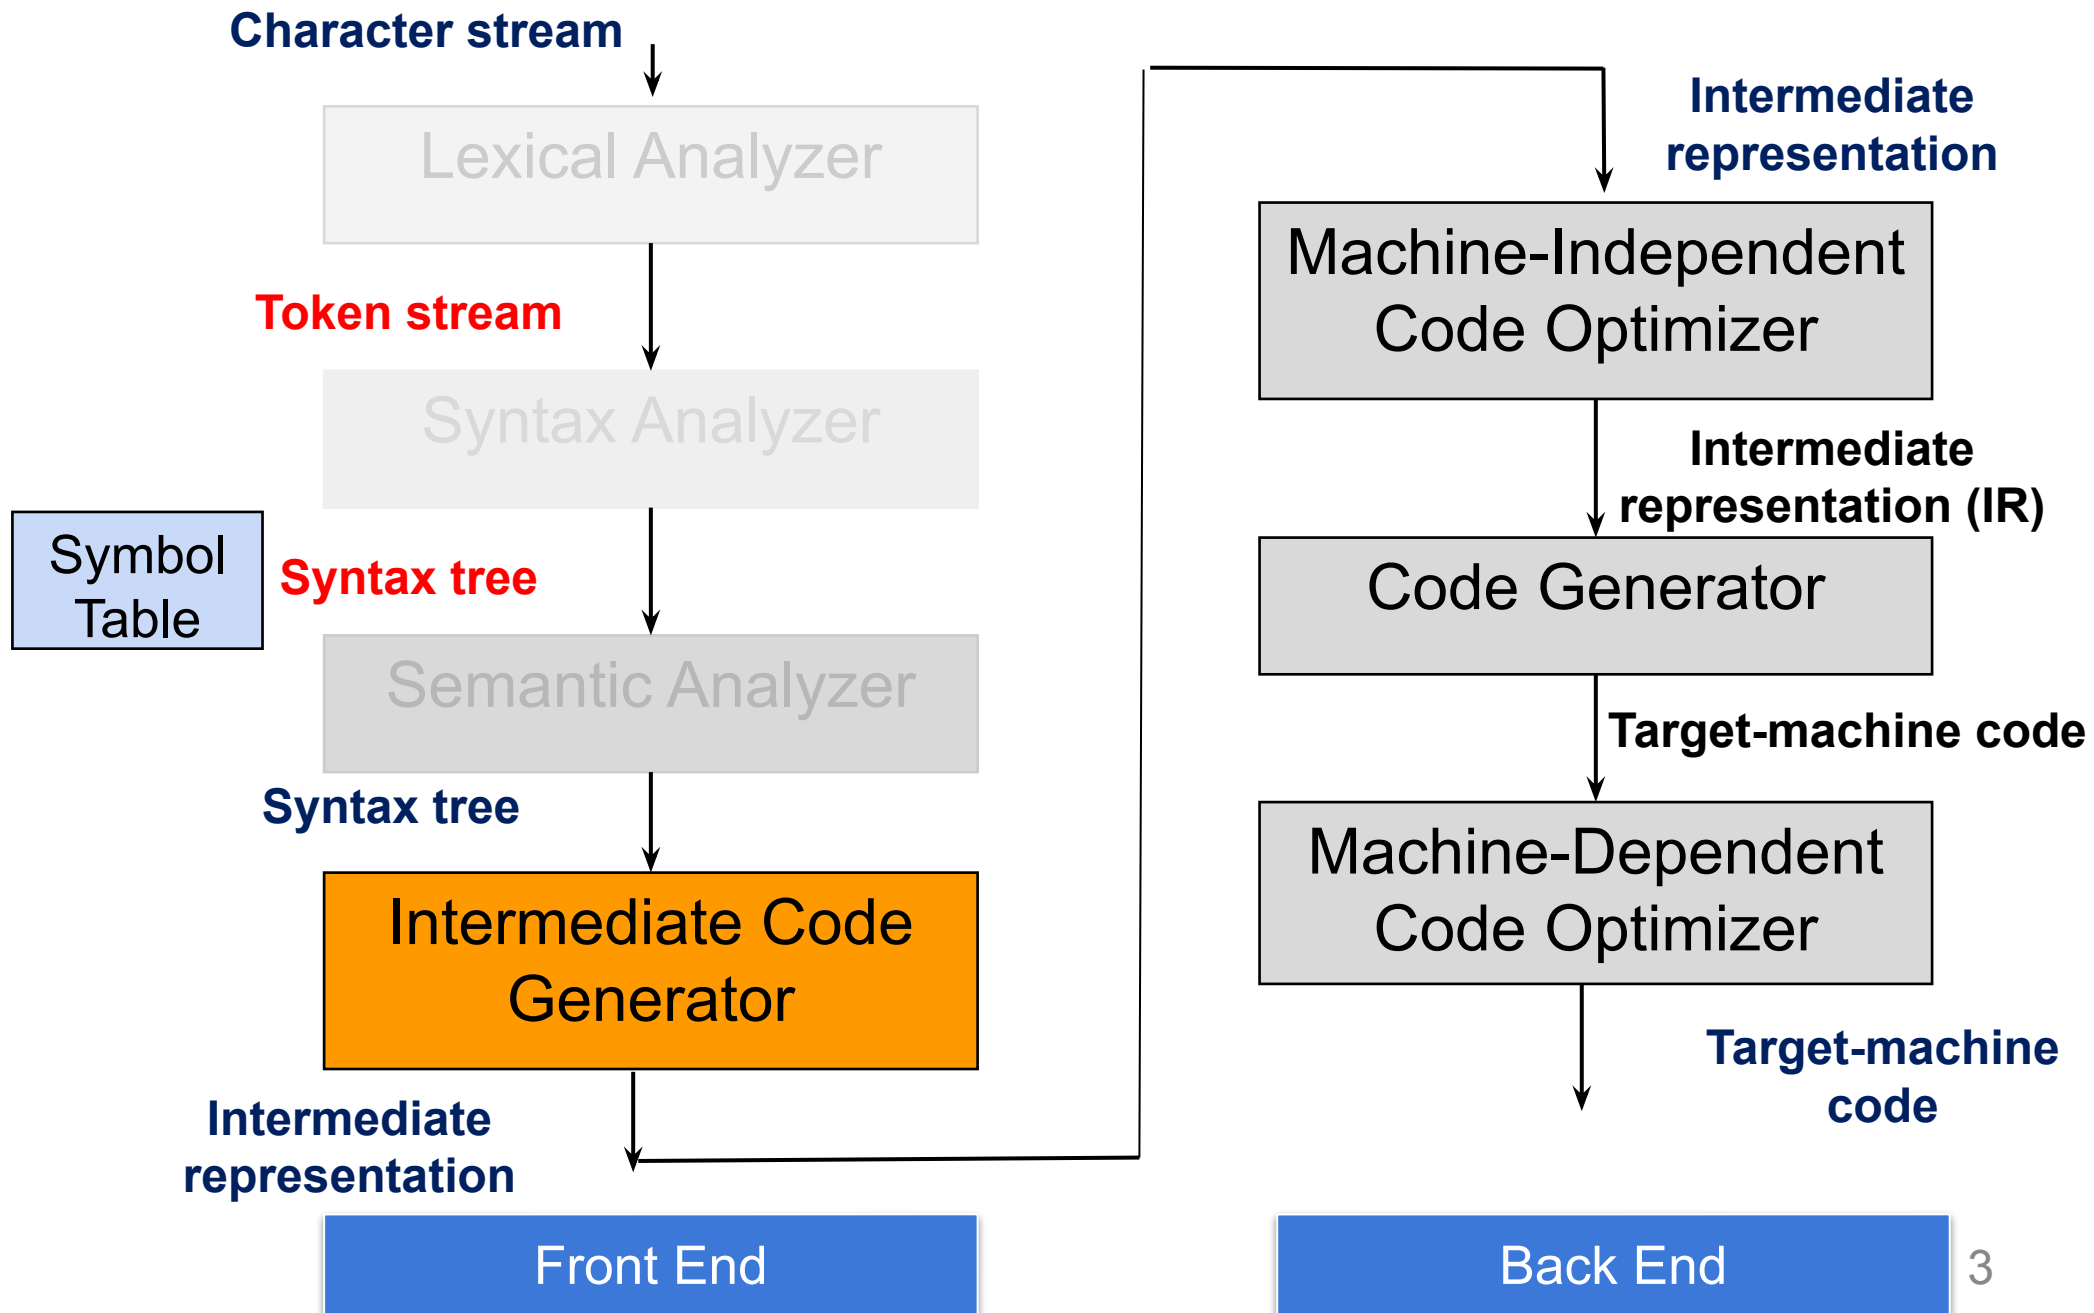 Character stream
Lexical Analyzer
Token stream
Syntax Analyzer
Symbol
Table
Syntax tree
Semantic Analyzer
Syntax tree
Intermediate Code
Generator
Intermediate
representation
Front End
Intermediate
representation
Machine-Independent
Code Optimizer
Intermediate
representation (IR)
Code Generator
Target-machine code
Machine-Dependent
Code Optimizer
Target-machine
code
Back End
3